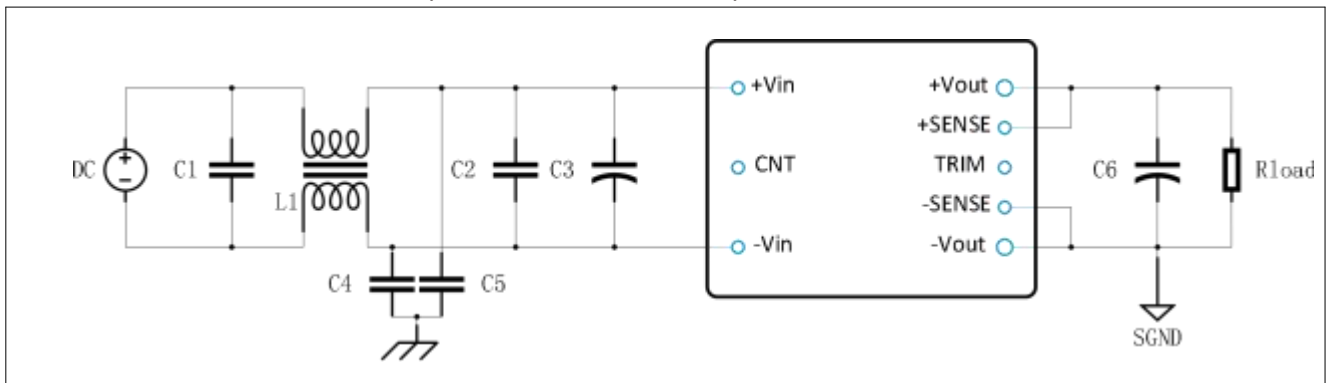 +Vin
+Vout
+SENSE
DC
C1
L1
C2
C3
CNT
TRIM
C6
Rload
-SENSE
-Vin
-Vout
C4
C5
SGND